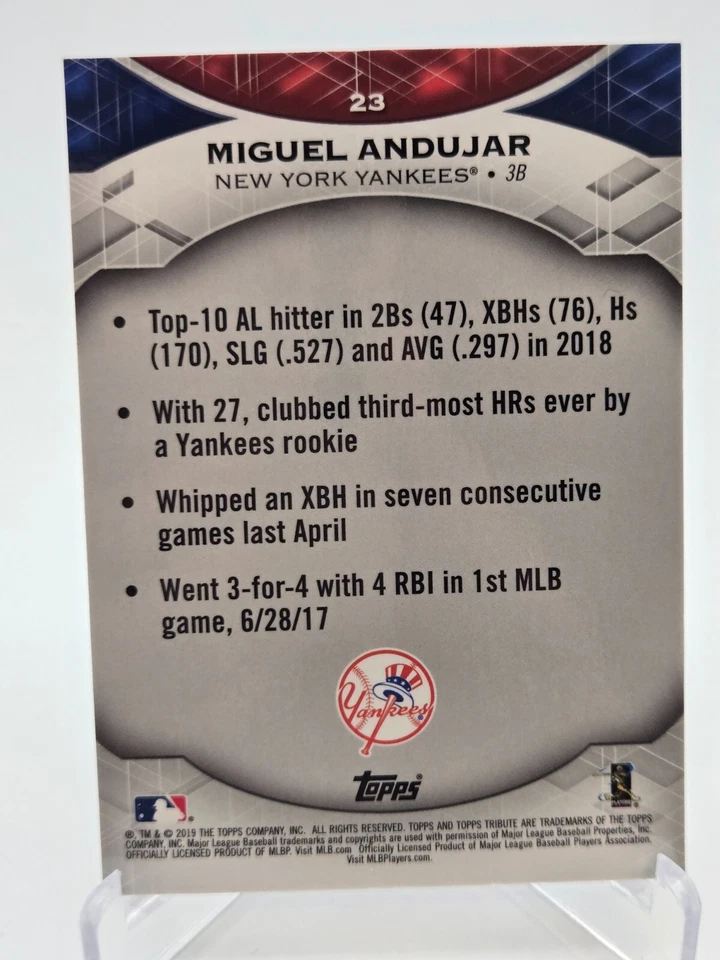 23
MIGUEL ANDUJAR
NEW YORK YANKEES® • 3B
• Top-10 AL hitter in 2Bs (47), XBHs (76), Hs
(170), SLG (.527) and AVG (.297) in 2018
• With 27, clubbed third-most HRs ever by
a Yankees rookie
• Whipped an XBH in seven consecutive
games last April
• Went 3-for-4 with 4 RBI in 1st MLB
game, 6/28/17
Yankees
Topps®
®, TM & © 2019 THE TOPPS COMPANY, INC. ALL RIGHTS RESERVED. TOPPS AND TOPPS TRIBUTE ARE TRADEMARKS OF THE TOPPS
COMPANY, INC. Major League Baseball trademarks and copyrights are used with permission of Major League Baseball Properties, Inc.
OFFICIALLY LICENSED PRODUCT OF MLBP. Visit MLB.com Officially Licensed Product of Major League Baseball Players Association.
Visit MLBPlayers.com.